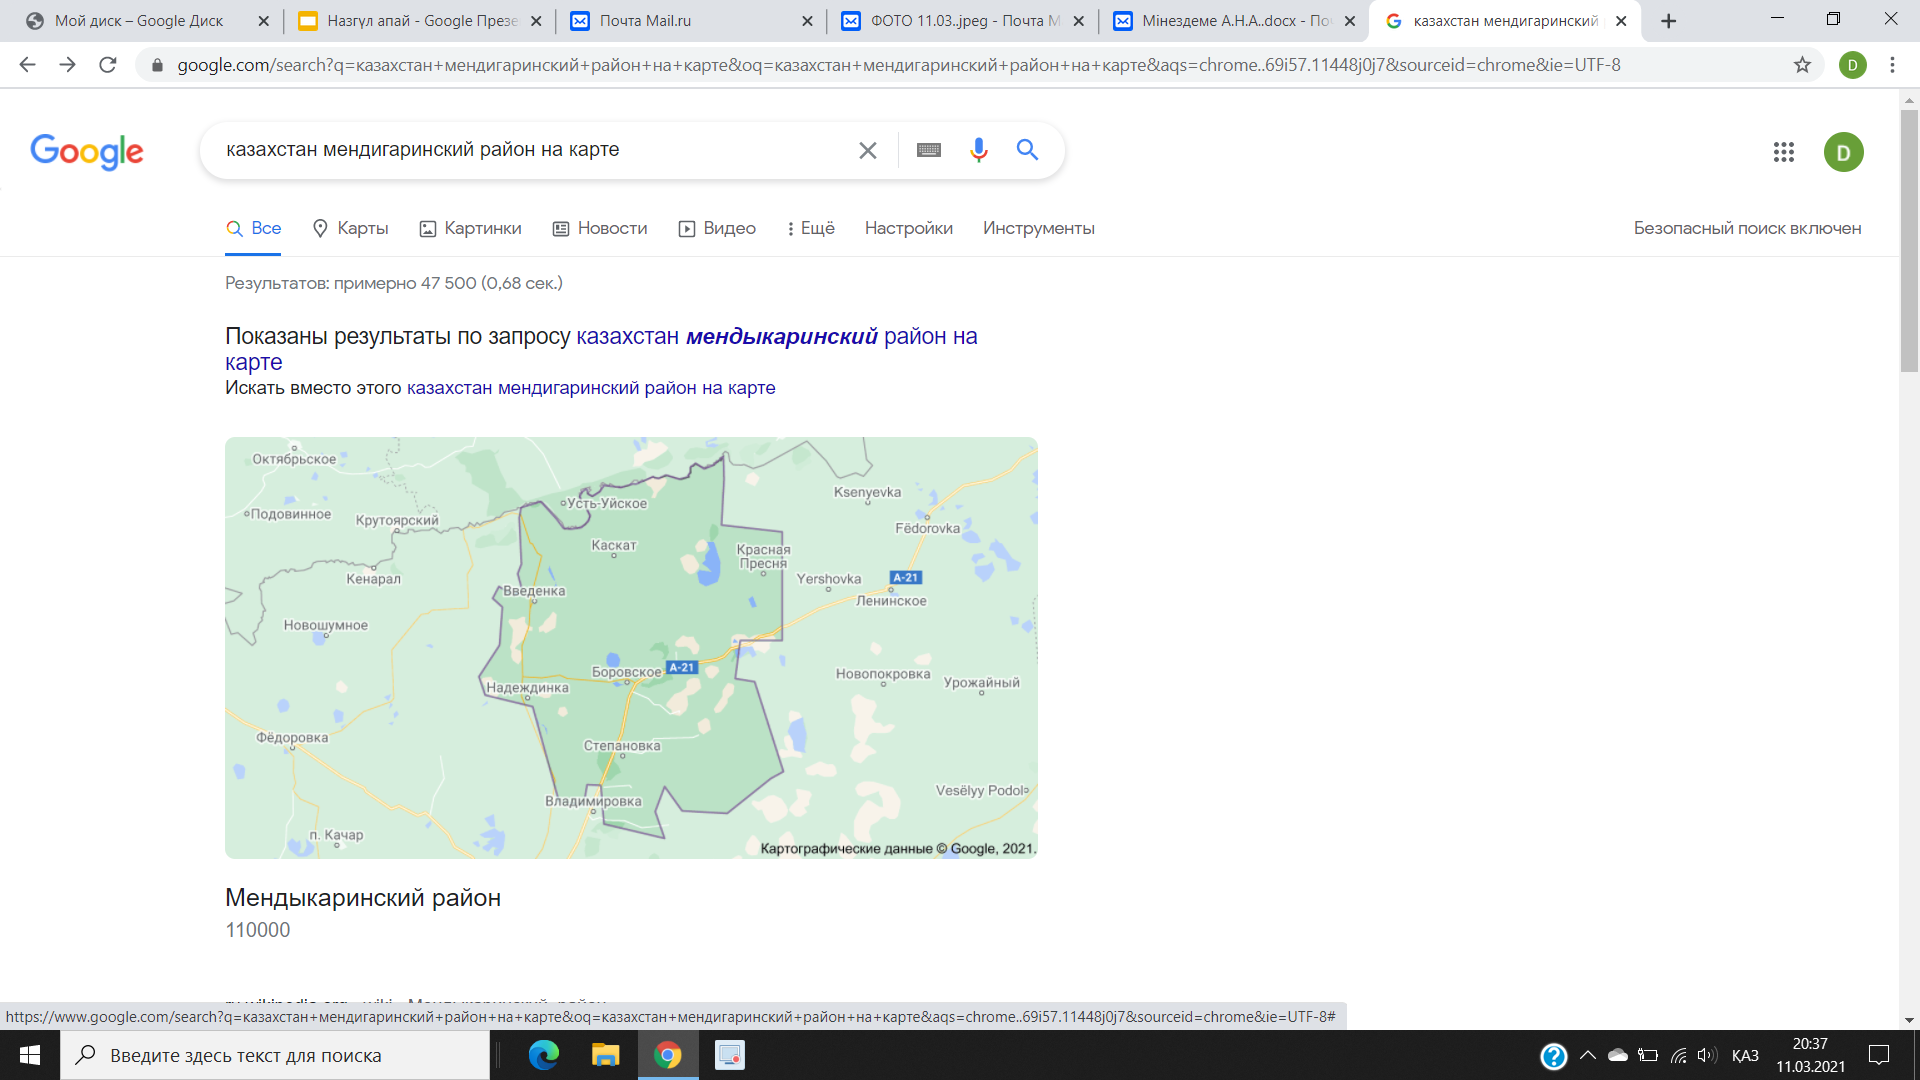 Мой диск – Google Диск
Назгүл апай - Google Презе
Почта Mail.ru
ФОТО 11.03..jpeg - Почта M
Мінездеме А.Н.А..docx - Поч
казахстан мендигаринский
google.com/search?q=казахстан+мендигаринский+район+на+карте&oq=казахстан+мендигаринский+район+на+карте&aqs=chrome..69i57.11448j0j7&sourceid=chrome&ie=UTF-8
D
Google
казахстан мендигаринский район на карте
D
Все
Карты
Картинки
Новости
Видео
Ещё
Настройки
Инструменты
Безопасный поиск включен
Результатов: примерно 47 500 (0,68 сек.)
Показаны результаты по запросу казахстан мендыкаринский район на
карте
Искать вместо этого казахстан мендигаринский район на карте
Октябрьское
Ksenyevka
Усть-Уйское
Подовинное
Крутоярский
Fёdorovka
Каскат
Красная
Пресня
Кенарал
Yershovka
А-21
Введенка
Ленинское
Новошумное
Боровское
А-21
Новопокровка
Урожайный
Надеждинка
Фёдоровка
Степановка
Vesëlyy Podol
Владимировка
п. Качар
Картографические данные © Google, 2021.
Мендыкаринский район
110000
https://www.google.com/search?q=казахстан+мендигаринский+район+на+карте&oq=казахстан+мендигаринский+район+на+карте&aqs=chrome..69i57.11448j0j7&sourceid=chrome&ie=UTF-8#
Введите здесь текст для поиска
ҚАЗ
20:37
11.03.2021